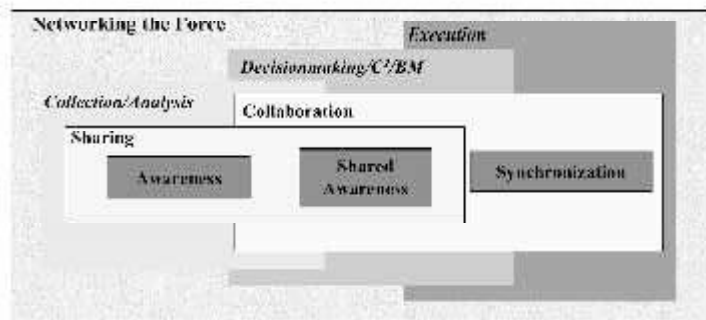 Networking the Force
Execution
Decisionmaking/C²/BM
Collection/Analysis
Collaboration
Sharing
Awareness
Shared
Awareness
Synchronization